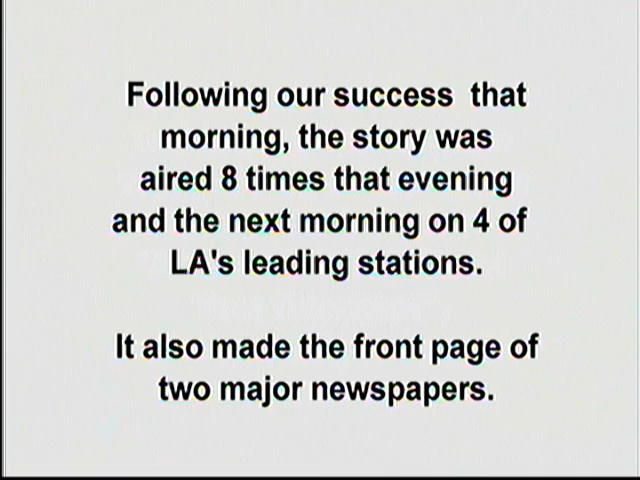 Following our success  that
morning, the story was
aired 8 times that evening
and the next morning on 4 of
LA's leading stations.
It also made the front page of
two major newspapers.